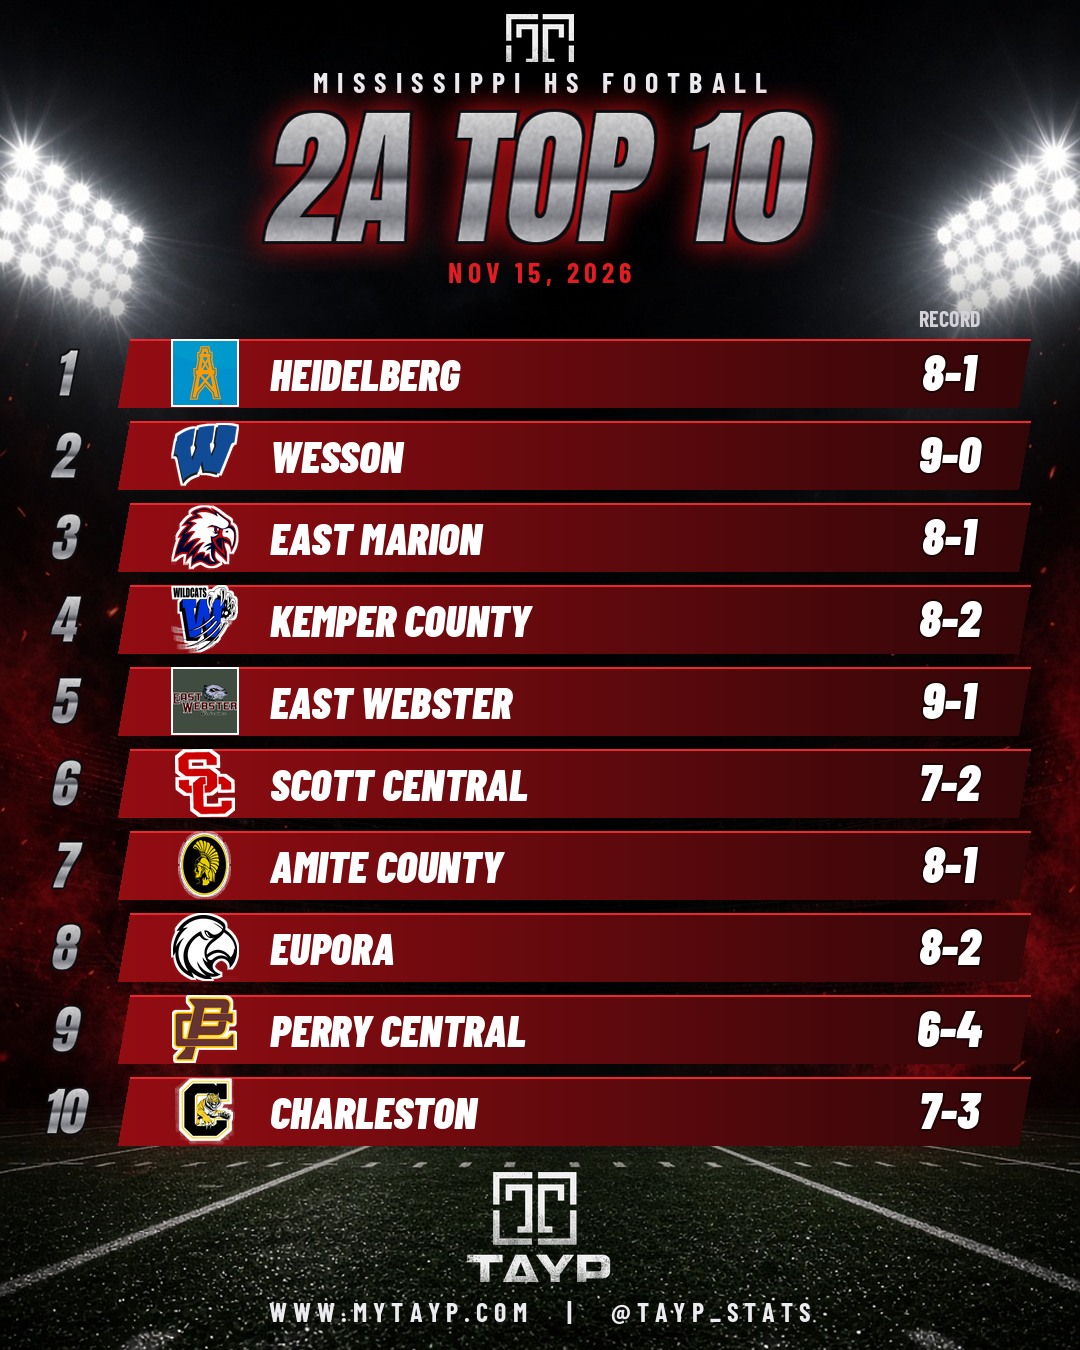 MISSISSIPPI HS FOOTBALL
2A TOP 10
NOV 15, 2026
RECORD
1 HEIDELBERG 8-1
2 WESSON 9-0
3 EAST MARION 8-1
4 WILDCATS KEMPER COUNTY 8-2
5 EAST WEBSTER EAST WEBSTER 9-1
6 SC SCOTT CENTRAL 7-2
7 AMITE COUNTY 8-1
8 EUPORA 8-2
9 PERRY CENTRAL 6-4
10 C CHARLESTON 7-3
TAYP
WWW.MYTAYP.COM | @TAYP_STATS